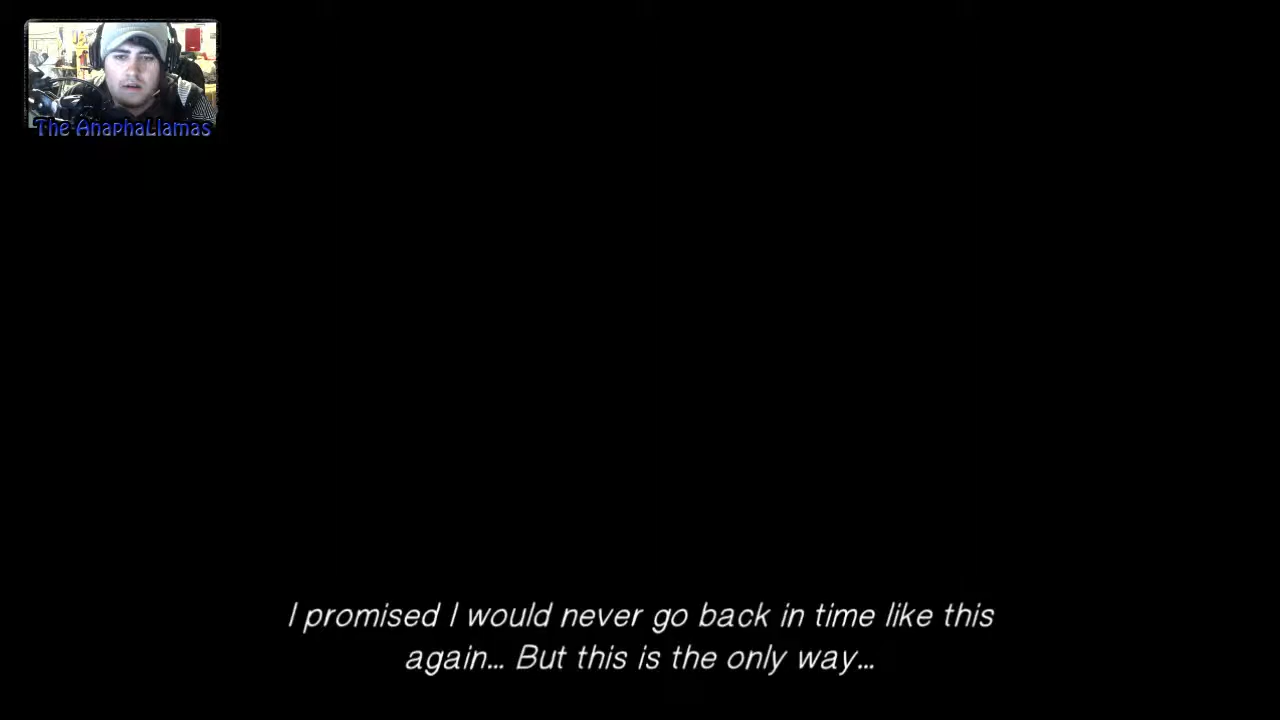 The AnaphaLlamas
I promised I would never go back in time like this
again... But this is the only way...